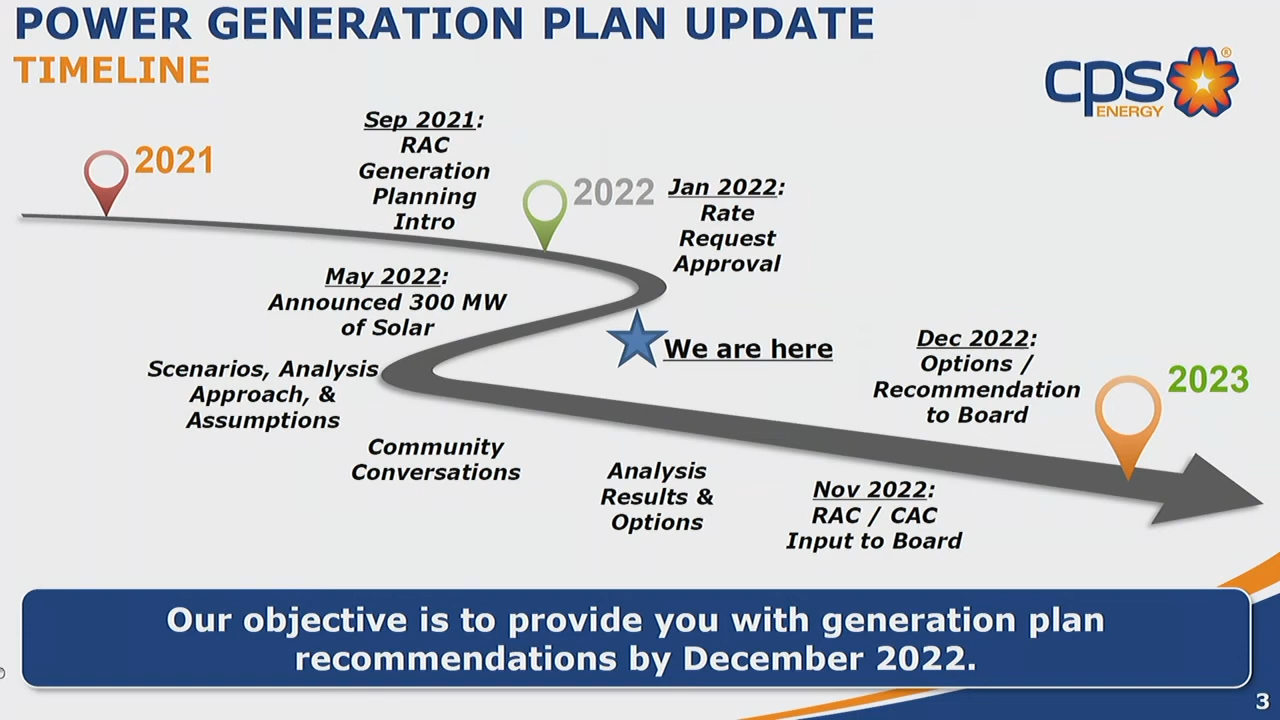 POWER GENERATION PLAN UPDATE
TIMELINE
cps
ENERGY
®
2021
Sep 2021:
RAC
Generation
Planning
Intro
2022
Jan 2022:
Rate
Request
Approval
May 2022:
Announced 300 MW
of Solar
We are here
Scenarios, Analysis
Approach, &
Assumptions
Community
Conversations
Analysis
Results &
Options
Nov 2022:
RAC / CAC
Input to Board
Dec 2022:
Options /
Recommendation
to Board
2023
Our objective is to provide you with generation plan
recommendations by December 2022.
3